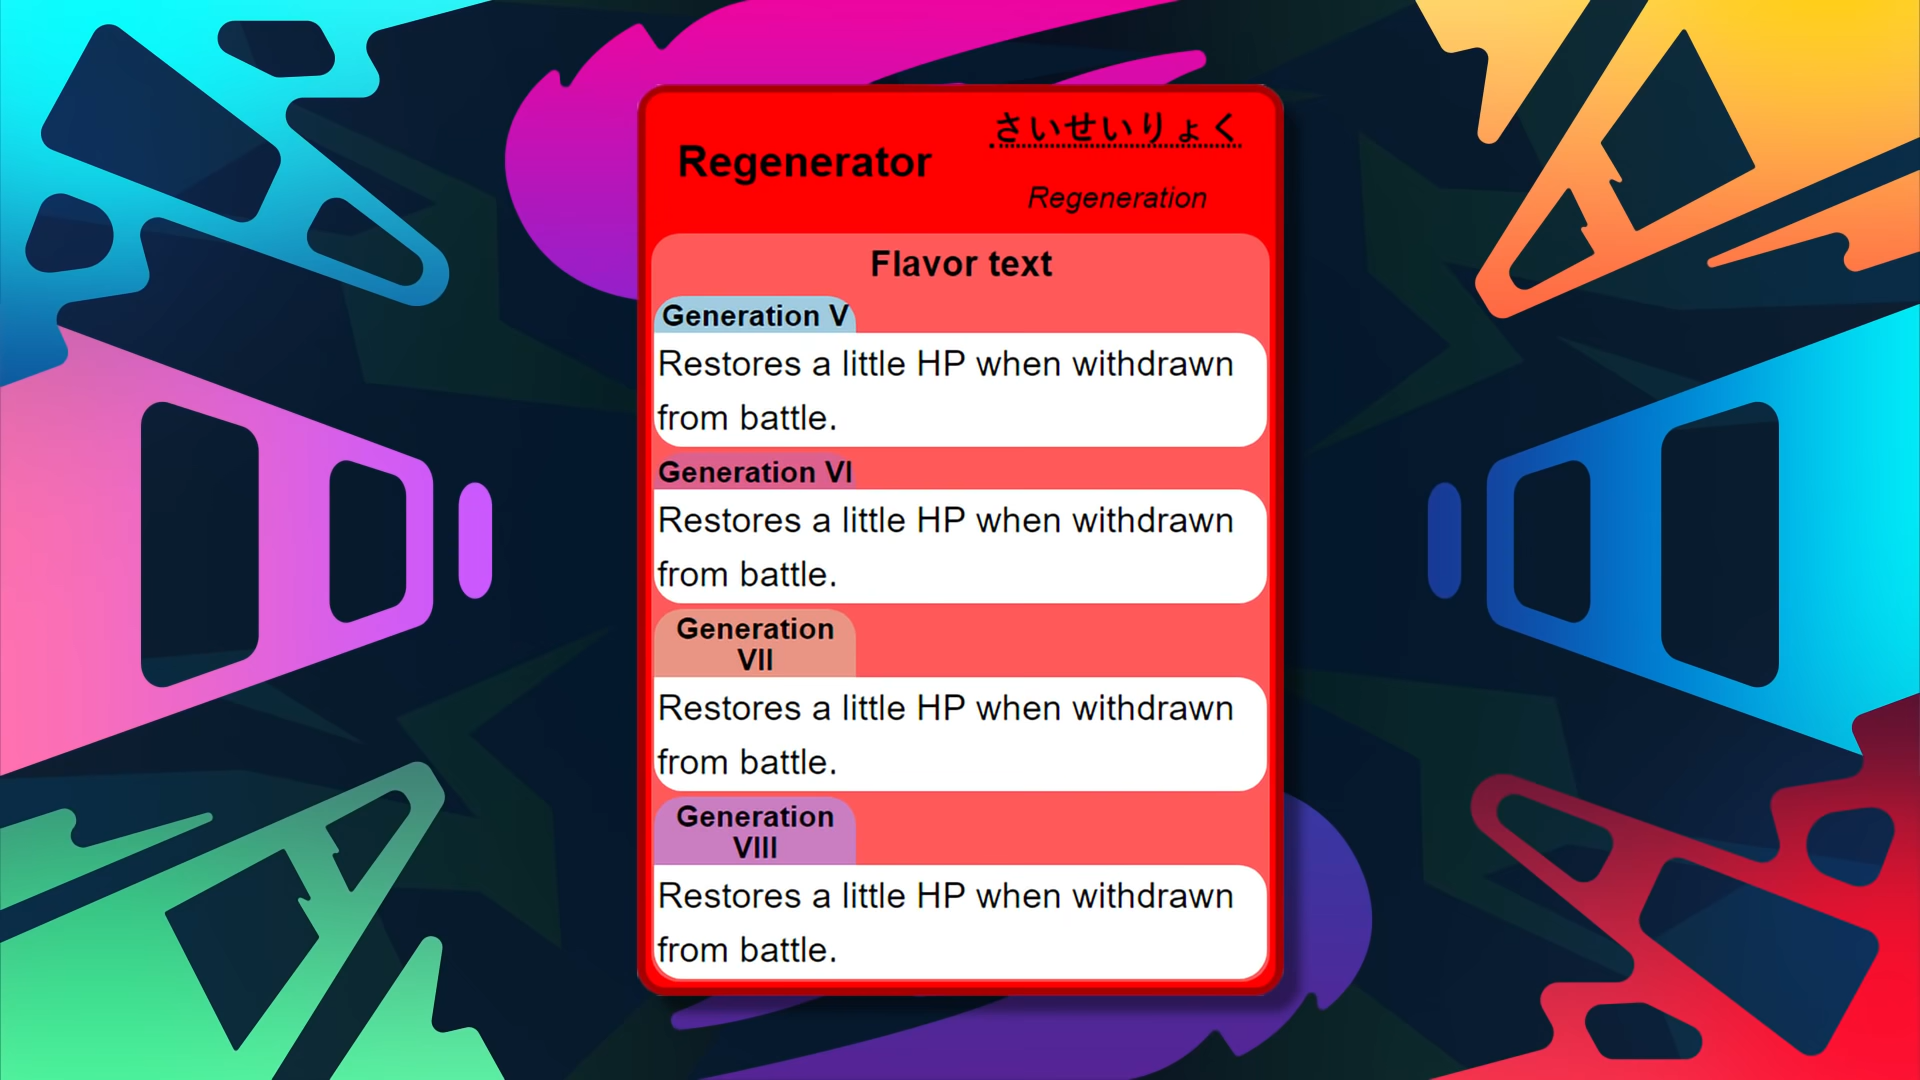 Regenerator
さいせいりょく
Regeneration
Flavor text
Generation V
Restores a little HP when withdrawn
from battle.
Generation VI
Restores a little HP when withdrawn
from battle.
Generation
VII
Restores a little HP when withdrawn
from battle.
Generation
VIII
Restores a little HP when withdrawn
from battle.